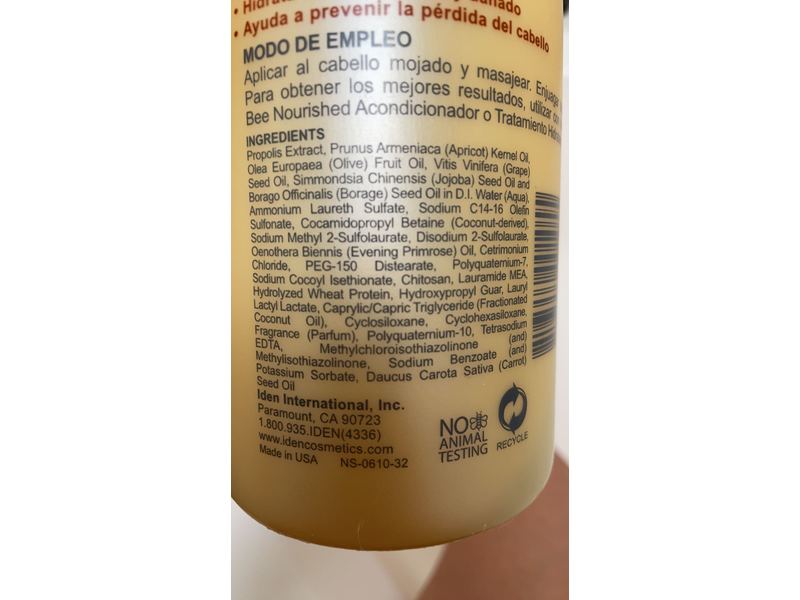 • Hidrata
Dañado
• Ayuda a prevenir la pérdida del cabello
MODO DE EMPLEO
Aplicar al cabello mojado y masajear. Enjuagar
Para obtener los mejores resultados, utilizar con
Bee Nourished Acondicionador o Tratamiento
INGREDIENTS
Propolis Extract, Prunus Armeniaca (Apricot) Kernel Oil,
Olea Europaea (Olive) Fruit Oil, Vitis Vinifera (Grape)
Seed Oil, Simmondsia Chinensis (Jojoba) Seed Oil and
Borago Officinalis (Borage) Seed Oil in D.I. Water (Aqua),
Ammonium Laureth Sulfate, Sodium C14-16 Olefin
Sulfonate, Cocamidopropyl Betaine (Coconut-derived),
Sodium Methyl 2-Sulfolaurate, Disodium 2-Sulfolaurate,
Oenothera Biennis (Evening Primrose) Oil, Cetrimonium
Chloride, PEG-150 Distearate, Polyquaternium-7,
Sodium Cocoyl Isethionate, Chitosan, Lauramide MEA,
Hydrolyzed Wheat Protein, Hydroxypropyl Guar, Lauryl
Lactyl Lactate, Caprylic/Capric Triglyceride (Fractionated
Coconut Oil), Cyclosiloxane, Cyclohexasiloxane,
Fragrance (Parfum), Polyquaternium-10, Tetrasodium
EDTA, Methylchloroisothiazolinone (and)
Methylisothiazolinone, Sodium Benzoate (and)
Potassium Sorbate, Daucus Carota Sativa (Carrot)
Seed Oil
Iden International, Inc.
Paramount, CA 90723
1.800.935.IDEN(4336)
www.idencosmetics.com
Made in USA NS-0610-32
NO
ANIMAL
TESTING
RECYCLE